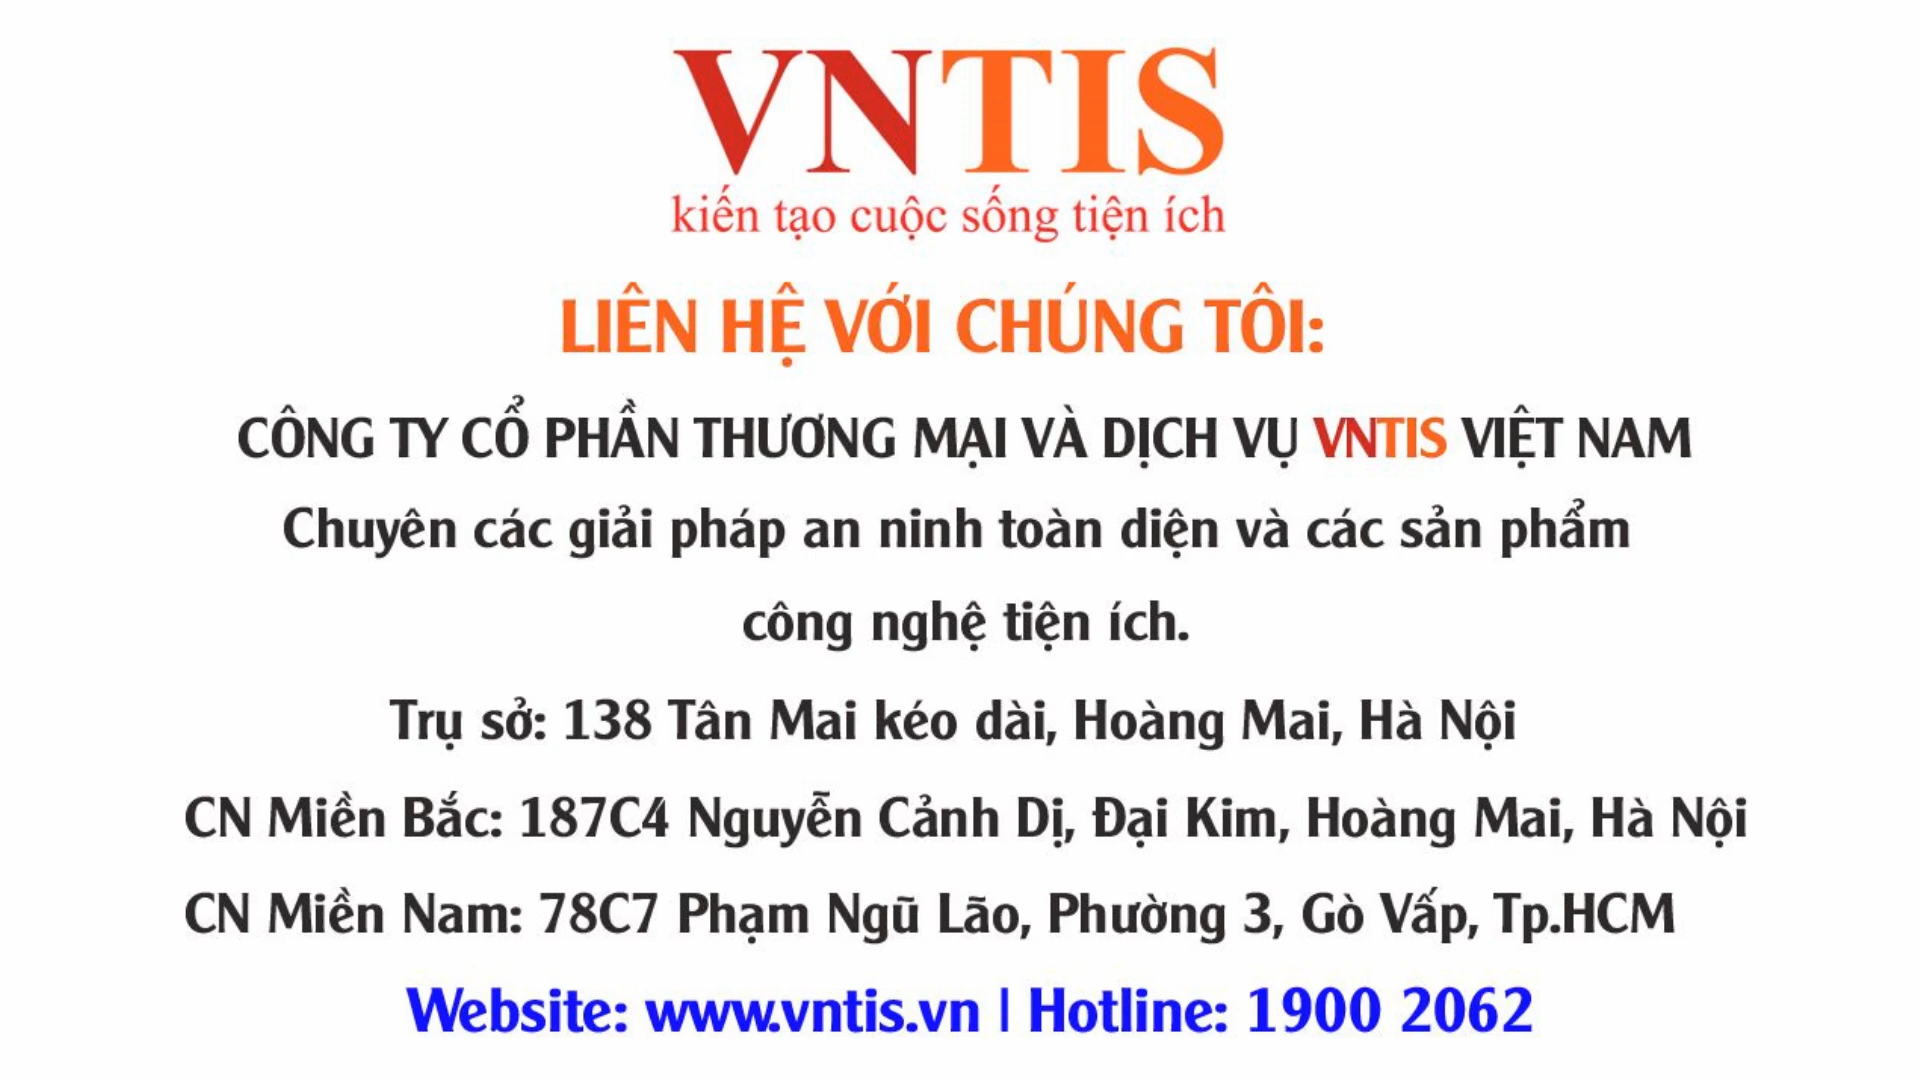 VNTIS
kiến tạo cuộc sống tiện ích
LIÊN HỆ VỚI CHÚNG TÔI:
CÔNG TY CỔ PHẦN THƯƠNG MẠI VÀ DỊCH VỤ VNTIS VIỆT NAM
Chuyên các giải pháp an ninh toàn diện và các sản phẩm
công nghệ tiện ích.
Trụ sở: 138 Tân Mai kéo dài, Hoàng Mai, Hà Nội
CN Miền Bắc: 187C4 Nguyễn Cảnh Dị, Đại Kim, Hoàng Mai, Hà Nội
CN Miền Nam: 78C7 Phạm Ngũ Lão, Phường 3, Gò Vấp, Tp.HCM
Website: www.vntis.vn | Hotline: 1900 2062